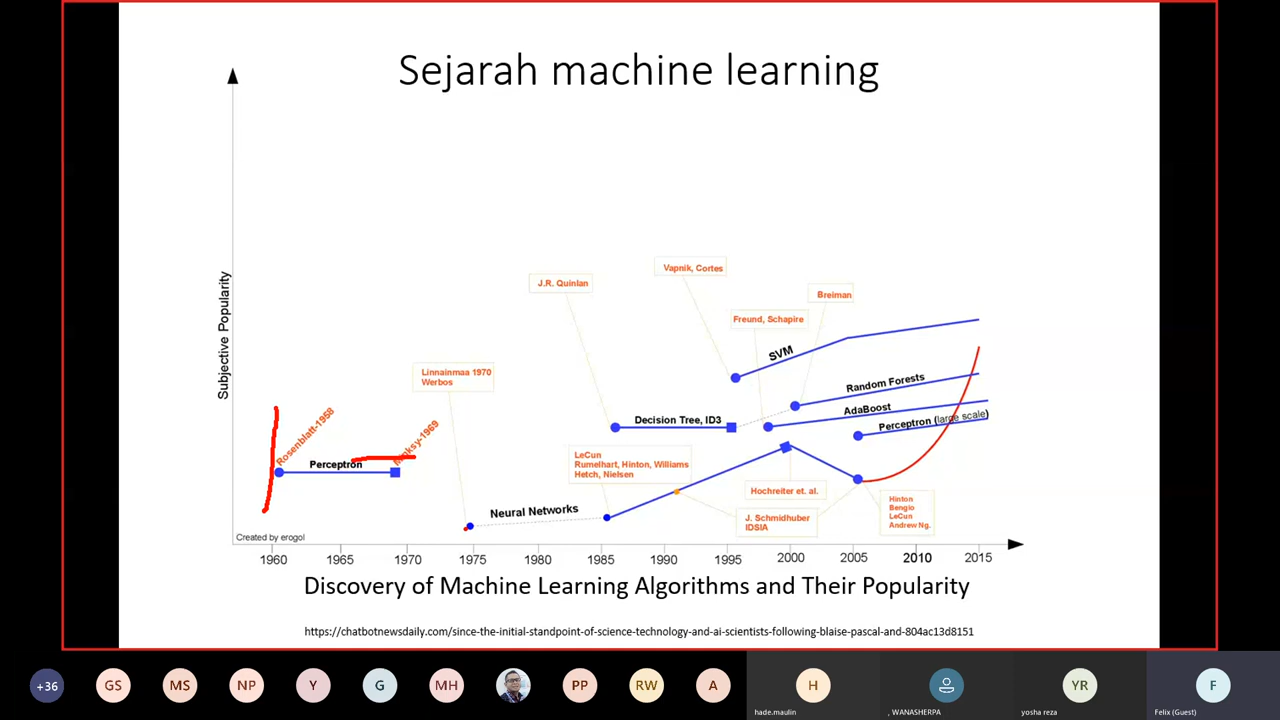 Sejarah machine learning
Subjective Popularity
Vapnik, Cortes
J.R. Quinlan
Breiman
Freund, Schapire
SVM
Linnainmaa 1970
Werbos
Random Forests
AdaBoost
Decision Tree, ID3
Perceptron (large scale)
Rosenblatt-1958
Minksy-1969
Perceptron
LeCun
Rumelhart, Hinton, Williams
Hetch, Nielsen
Hochreiter et. al.
Neural Networks
J. Schmidhuber
IDSIA
Hinton
Bengio
LeCun
Andrew Ng.
Created by erogol
1960 1965 1970 1975 1980 1985 1990 1995 2000 2005 2010 2015
Discovery of Machine Learning Algorithms and Their Popularity
https://chatbotnewsdaily.com/since-the-initial-standpoint-of-science-technology-and-ai-scientists-following-blaise-pascal-and-804ac13d8151
+36 GS MS NP Y G MH PP RW A H YR F
hade.maulin , WANASHERPA yosha reza Felix (Guest)